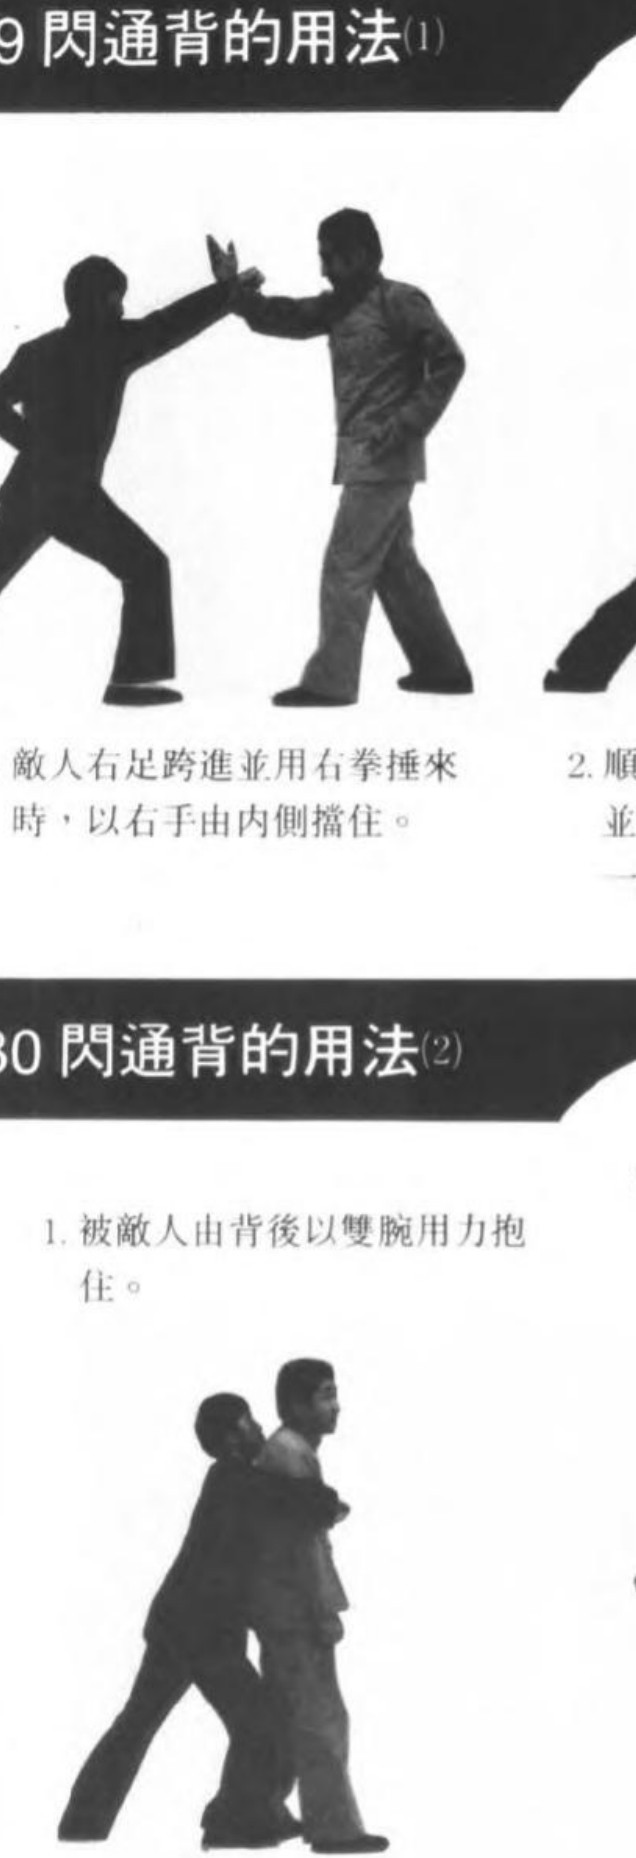 9 閃通背的用法(1)
敵人右足跨進並用右拳捶來
時，以右手由内側擋住。
2. 順
並
一
30 閃通背的用法(2)
1. 被敵人由背後以雙腕用力抱
住。